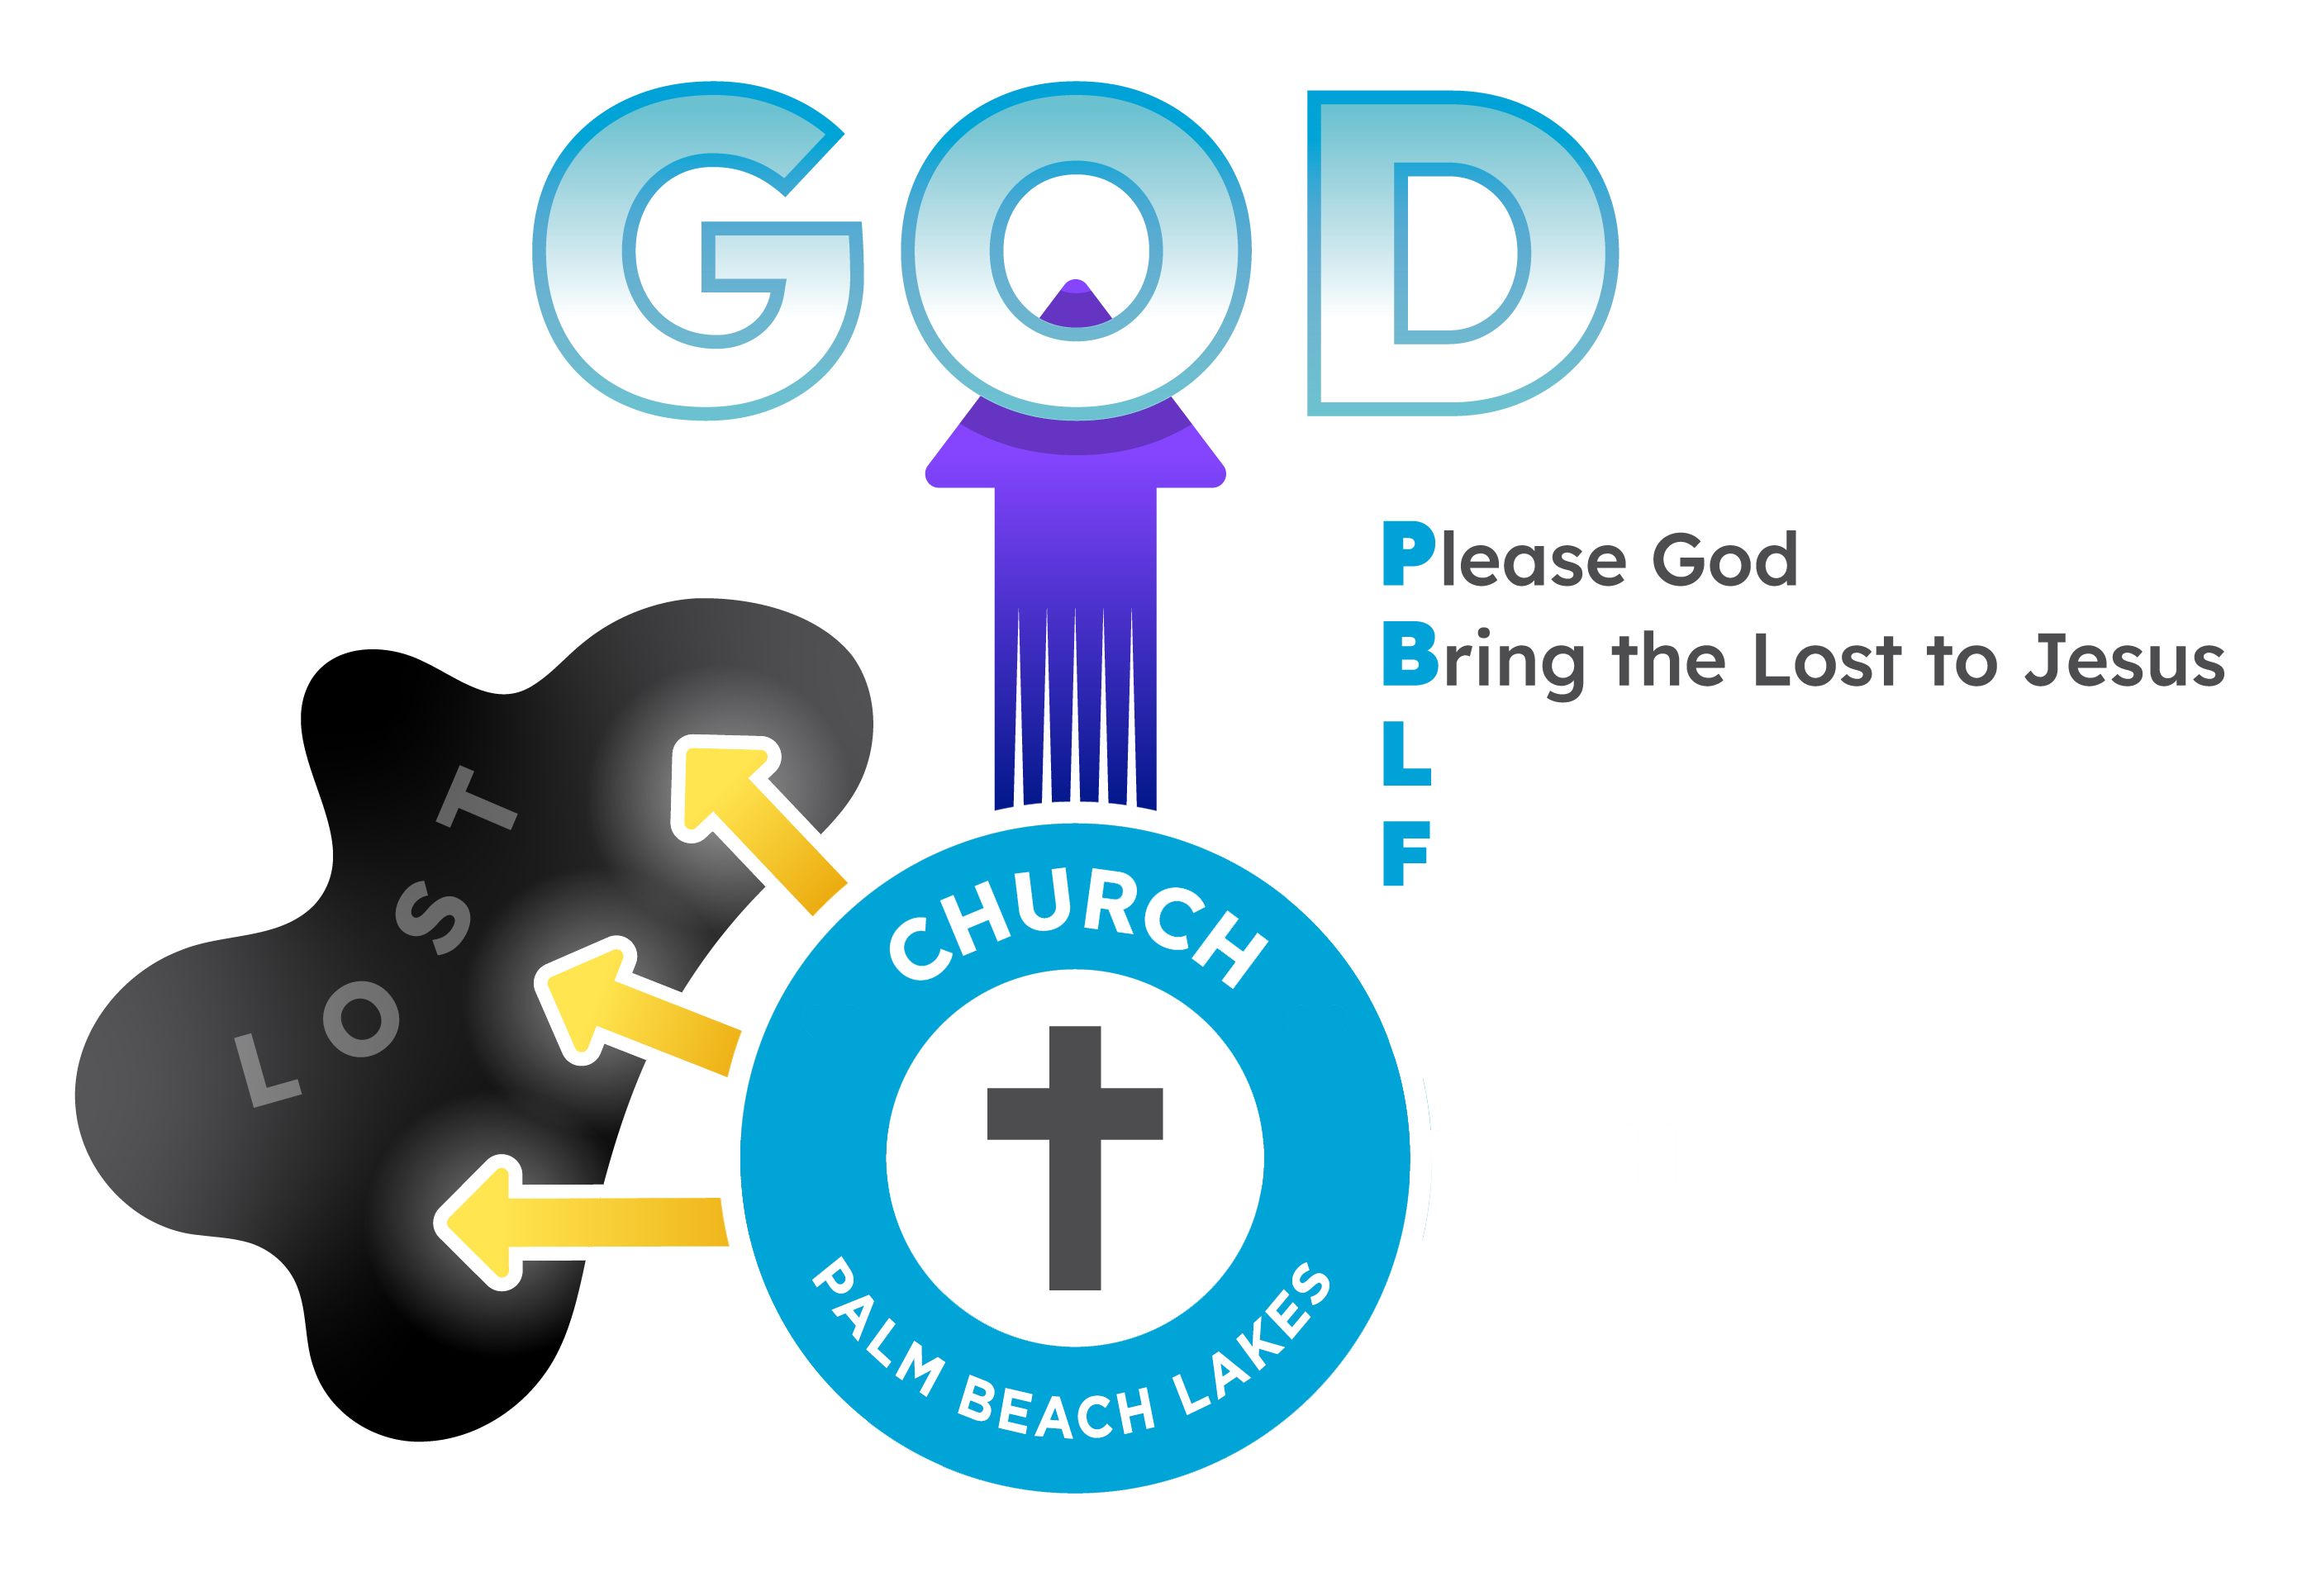 GOD
Please God
Bring the Lost to Jesus
L
F
LOST
CHURCH
PALM BEACH LAKES